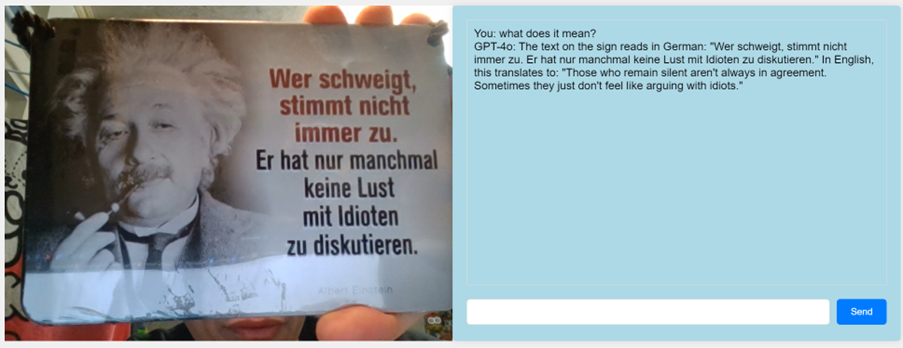 Wer schweigt,
stimmt nicht
immer zu.
Er hat nur manchmal
keine Lust
mit Idioten
zu diskutieren.
Albert Einstein
You: what does it mean?
GPT-4o: The text on the sign reads in German: "Wer schweigt, stimmt nicht
immer zu. Er hat nur manchmal keine Lust mit Idioten zu diskutieren." In English,
this translates to: "Those who remain silent aren't always in agreement.
Sometimes they just don't feel like arguing with idiots."
Send